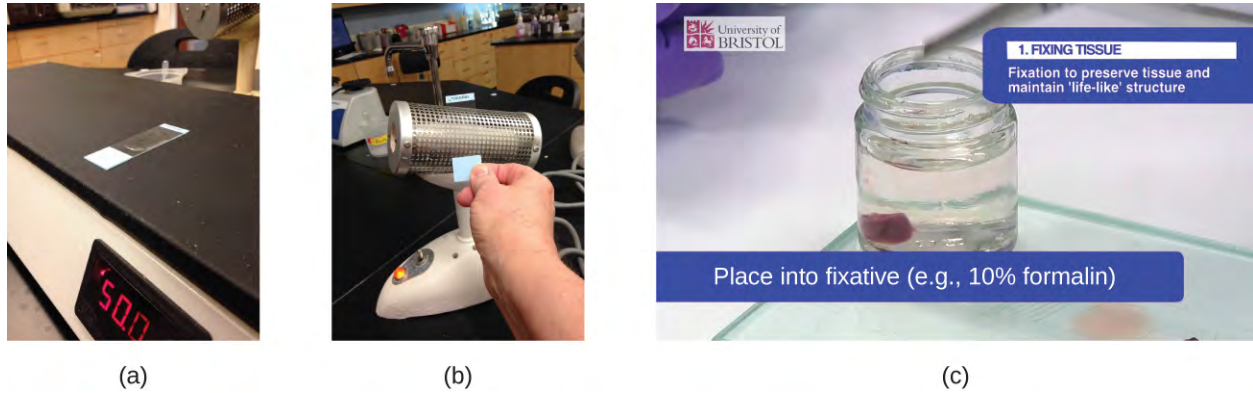 University of
BRISTOL
1. FIXING TISSUE
Fixation to preserve tissue and
maintain 'life-like' structure
Place into fixative (e.g., 10% formalin)
50.0
(a)
(b)
(c)